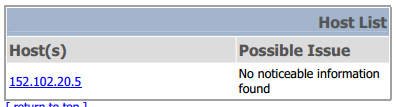 Host List
Host(s) Possible Issue
152.102.20.5 No noticeable information
found
[ return to top ]